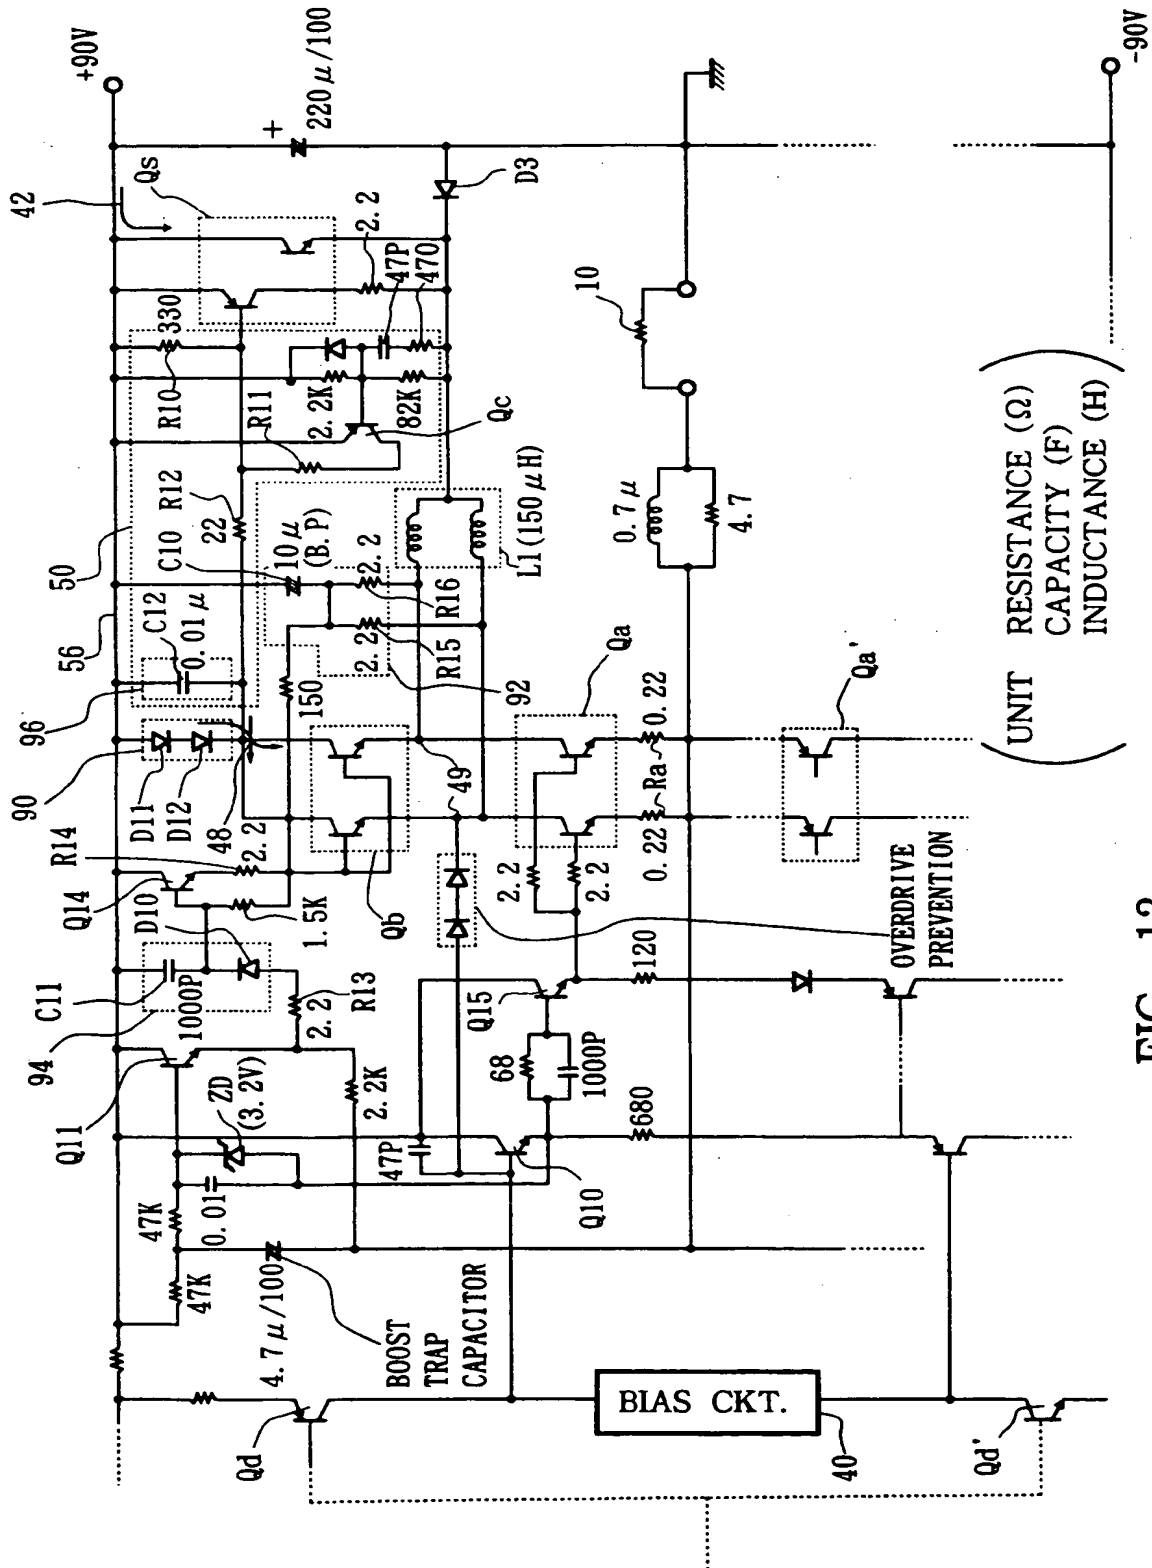 +90V
42
Qs
+
220μ/100
D3
2.2
47P
470
330
R10
R11
2.2K
82K
Qc
50
R12
22
56
C12
0.01μ
C10
10μ
(B.P)
2.2
R16
2.2
R15
L1(150μH)
96
150
92
90
D11
D12
48
R14
2.2
Q14
D10
1.5K
Qb
49
Qa
Ra
0.22
0.22
Qa'
C11
94
1000P
2.2
R13
2.2
2.2
OVERDRIVE
PREVENTION
Q11
ZD
(3.2V)
2.2K
Q15
120
68
1000P
47K
0.01
47P
Q10
680
47K
4.7μ/100
BOOST
TRAP
CAPACITOR
Qd
BIAS CKT.
40
Qd'
10
0.7μ
4.7
-90V
UNIT RESISTANCE (Ω)
CAPACITY (F)
INDUCTANCE (H)